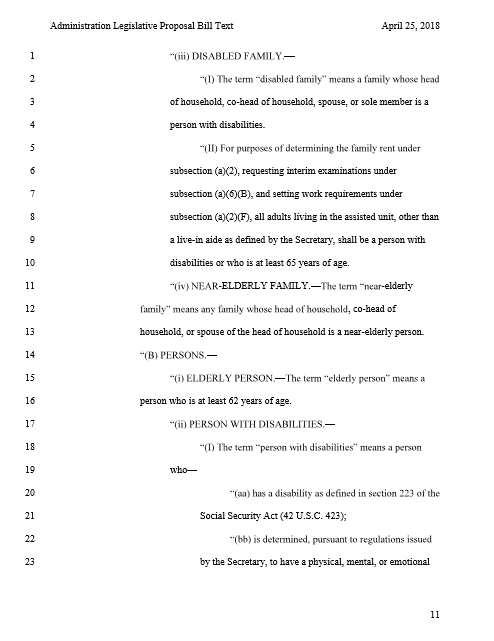 Administration Legislative Proposal Bill Text April 25, 2018
1 “(iii) DISABLED FAMILY.—
2 “(I) The term “disabled family” means a family whose head
3 of household, co-head of household, spouse, or sole member is a
4 person with disabilities.
5 “(II) For purposes of determining the family rent under
6 subsection (a)(2), requesting interim examinations under
7 subsection (a)(6)(B), and setting work requirements under
8 subsection (a)(2)(F), all adults living in the assisted unit, other than
9 a live-in aide as defined by the Secretary, shall be a person with
10 disabilities or who is at least 65 years of age.
11 “(iv) NEAR-ELDERLY FAMILY.—The term “near-elderly
12 family” means any family whose head of household, co-head of
13 household, or spouse of the head of household is a near-elderly person.
14 “(B) PERSONS.—
15 “(i) ELDERLY PERSON.—The term “elderly person” means a
16 person who is at least 62 years of age.
17 “(ii) PERSON WITH DISABILITIES.—
18 “(I) The term “person with disabilities” means a person
19 who—
20 “(aa) has a disability as defined in section 223 of the
21 Social Security Act (42 U.S.C. 423);
22 “(bb) is determined, pursuant to regulations issued
23 by the Secretary, to have a physical, mental, or emotional
11